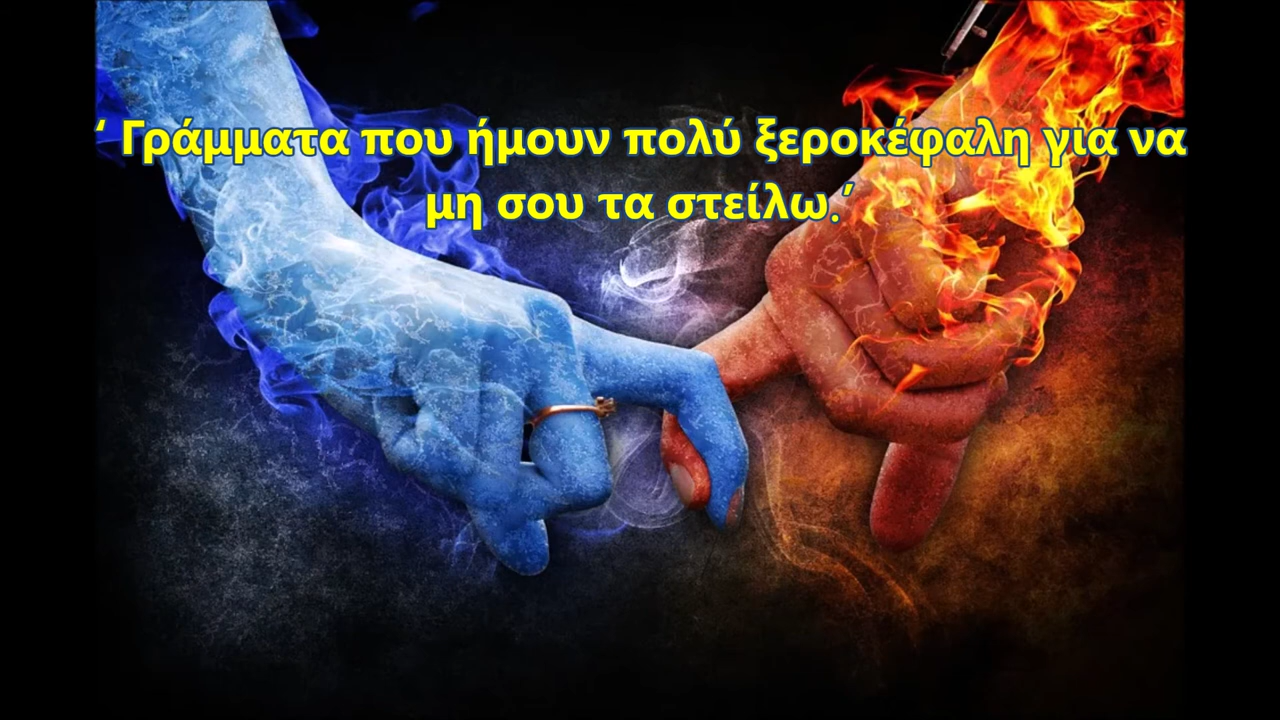 ‘ Γράμματα που ήμουν πολύ ξεροκέφαλη για να
μη σου τα στείλω.’